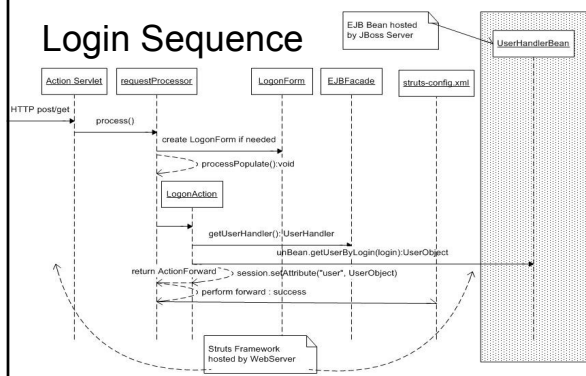 Login Sequence
EJB Bean hosted
by JBoss Server
UserHandlerBean
Action Servlet
requestProcessor
LogonForm
EJBFacade
struts-config.xml
HTTP post/get
process()
create LogonForm if needed
processPopulate():void
LogonAction
getUserHandler(): UserHandler
unBean.getUserByLogin(login):UserObject
return ActionForward
session.setAttribute("user", UserObject)
perform forward : success
Struts Framework
hosted by WebServer